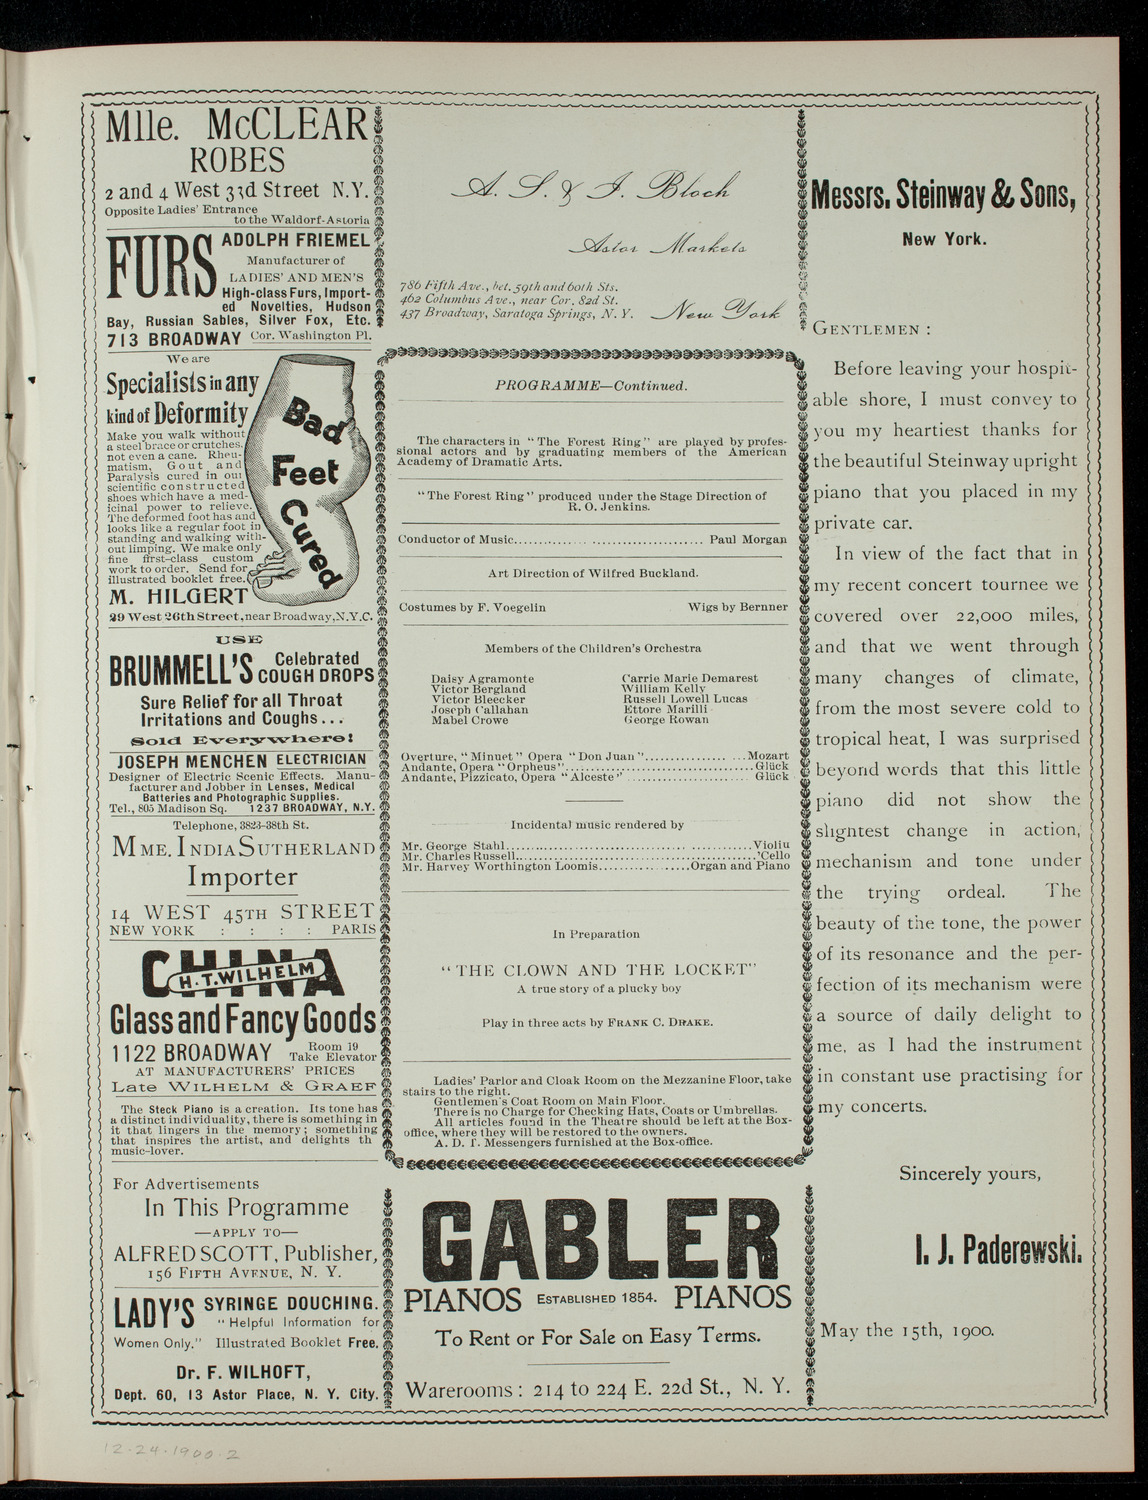 Mlle. McCLEAR
ROBES
2 and 4 West 33d Street N.Y.
Opposite Ladies' Entrance
to the Waldorf-Astoria
FURS
ADOLPH FRIEMEL
Manufacturer of
LADIES' AND MEN'S
High-class Furs, Import-
ed Novelties, Hudson
Bay, Russian Sables, Silver Fox, Etc.
713 BROADWAY Cor. Washington Pl.
We are
Specialists in any
kind of Deformity
Make you walk without
a steel brace or crutches.
not even a cane. Rheu-
matism, Gout and
Paralysis cured in our
scientific constructed
shoes which have a med-
icinal power to relieve.
The deformed foot has and
looks like a regular foot in
standing and walking with-
out limping. We make only
fine first-class custom
work to order. Send for
illustrated booklet free.
Bad
Feet
Cured
M. HILGERT
29 West 26th Street, near Broadway, N.Y.C.
USE
BRUMMELL'S Celebrated
COUGH DROPS
Sure Relief for all Throat
Irritations and Coughs...
Sold Everywhere!
JOSEPH MENCHEN ELECTRICIAN
Designer of Electric Scenic Effects. Manu-
facturer and Jobber in Lenses, Medical
Batteries and Photographic Supplies.
Tel., 805 Madison Sq. 1237 BROADWAY, N.Y.
Telephone, 3823-38th St.
MME. INDIA SUTHERLAND
Importer
14 WEST 45TH STREET
NEW YORK : : : : PARIS
CHINA
H.T. WILHELM
Glass and Fancy Goods
1122 BROADWAY Room 19
Take Elevator
AT MANUFACTURERS' PRICES
Late WILHELM & GRAEF
The Steck Piano is a creation. Its tone has
a distinct individuality, there is something in
it that lingers in the memory; something
that inspires the artist, and delights th
music-lover.
For Advertisements
In This Programme
—APPLY TO—
ALFRED SCOTT, Publisher,
156 FIFTH AVENUE, N. Y.
LADY'S SYRINGE DOUCHING.
"Helpful Information for
Women Only." Illustrated Booklet Free.
Dr. F. WILHOFT,
Dept. 60, 13 Astor Place, N. Y. City.
A. S. & J. Bloch
Astor Markets
786 Fifth Ave., bet. 59th and 60th Sts.
462 Columbus Ave., near Cor. 82d St.
437 Broadway, Saratoga Springs, N. Y.
New York
PROGRAMME—Continued.
The characters in "The Forest Ring" are played by profes-
sional actors and by graduating members of the American
Academy of Dramatic Arts.
"The Forest Ring" produced under the Stage Direction of
R. O. Jenkins.
Conductor of Music.................................... Paul Morgan
Art Direction of Wilfred Buckland.
Costumes by F. Voegelin Wigs by Bernner
Members of the Children's Orchestra
Daisy Agramonte Carrie Marie Demarest
Victor Bergland William Kelly
Victor Bleecker Russell Lowell Lucas
Joseph Callahan Ettore Marilli
Mabel Crowe George Rowan
Overture, "Minuet" Opera "Don Juan".....................Mozart
Andante, Opera "Orpheus".....................................Glück
Andante, Pizzicato, Opera "Alceste"..........................Glück
Incidental music rendered by
Mr. George Stahl..............................................Violiu
Mr. Charles Russell............................................'Cello
Mr. Harvey Worthington Loomis..................Organ and Piano
In Preparation
"THE CLOWN AND THE LOCKET"
A true story of a plucky boy
Play in three acts by FRANK C. DRAKE.
Ladies' Parlor and Cloak Room on the Mezzanine Floor, take
stairs to the right.
Gentlemen's Coat Room on Main Floor.
There is no Charge for Checking Hats, Coats or Umbrellas.
All articles found in the Theatre should be left at the Box-
office, where they will be restored to the owners.
A. D. T. Messengers furnished at the Box-office.
GABLER
PIANOS ESTABLISHED 1854. PIANOS
To Rent or For Sale on Easy Terms.
Warerooms: 214 to 224 E. 22d St., N. Y.
Messrs. Steinway & Sons,
New York.
GENTLEMEN:
Before leaving your hospit-
able shore, I must convey to
you my heartiest thanks for
the beautiful Steinway upright
piano that you placed in my
private car.
In view of the fact that in
my recent concert tournee we
covered over 22,000 miles,
and that we went through
many changes of climate,
from the most severe cold to
tropical heat, I was surprised
beyond words that this little
piano did not show the
slightest change in action,
mechanism and tone under
the trying ordeal. The
beauty of the tone, the power
of its resonance and the per-
fection of its mechanism were
a source of daily delight to
me, as I had the instrument
in constant use practising for
my concerts.
Sincerely yours,
I. J. Paderewski.
May the 15th, 1900.
12-24-1900-2